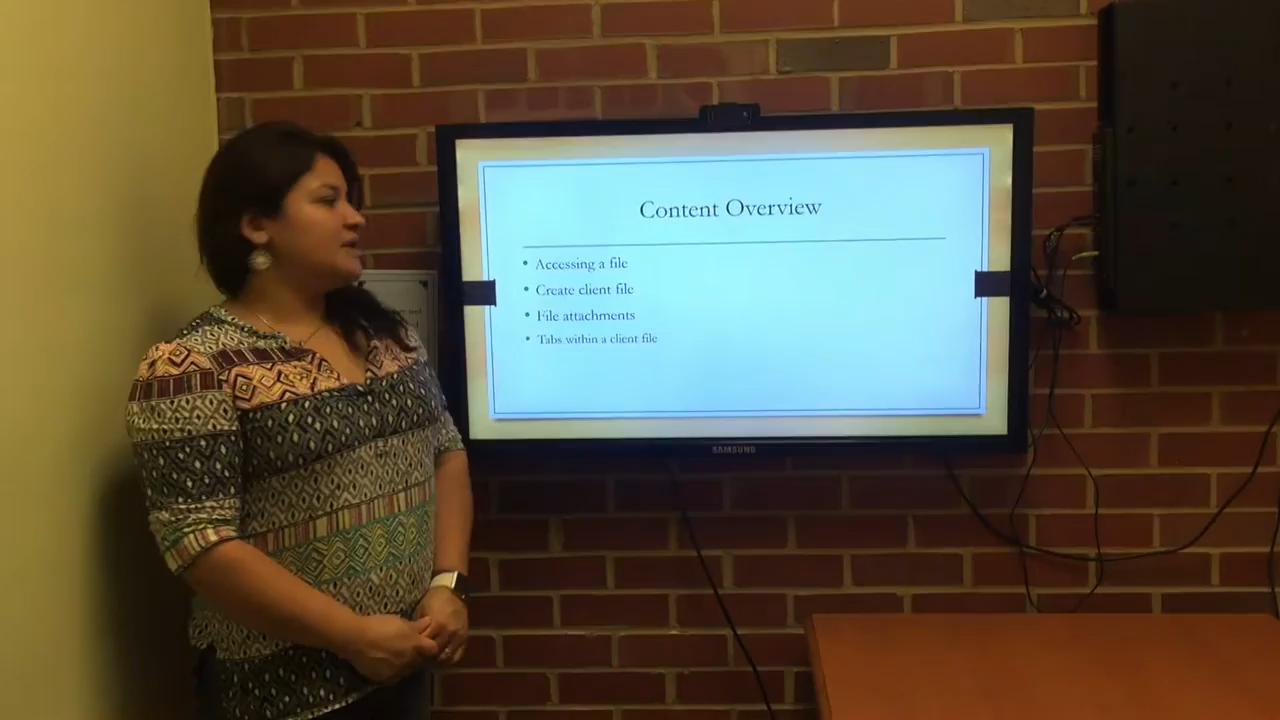 Content Overview
• Accessing a file
• Create client file
• File attachments
• Tabs within a client file
SAMSUNG